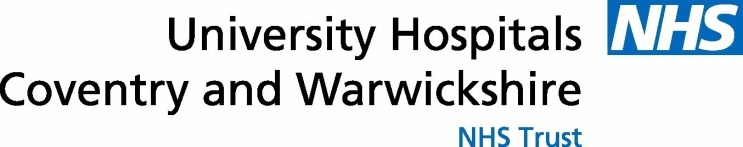 University Hospitals NHS
Coventry and Warwickshire
NHS Trust